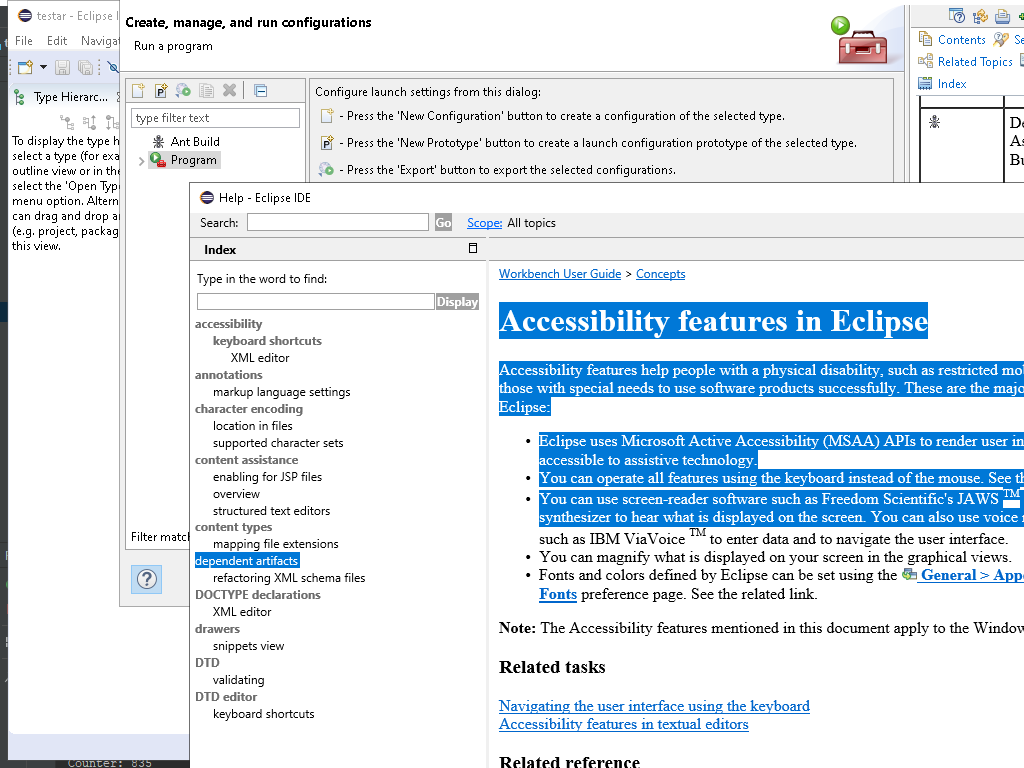 testar - Eclipse I
File Edit Navigat
Type Hierarc...
To display the type h
select a type (for exa
outline view or in the
select the 'Open Type
menu option. Altern
can drag and drop a
(e.g. project, packag
this view.
Counter: 835
Create, manage, and run configurations
Run a program
type filter text
Ant Build
Program
Filter match
Configure launch settings from this dialog:
- Press the 'New Configuration' button to create a configuration of the selected type.
- Press the 'New Prototype' button to create a launch configuration prototype of the selected type.
- Press the 'Export' button to export the selected configurations.
Contents Se
Related Topics
Index
De
As
Bu
Help - Eclipse IDE
Search: Go Scope: All topics
Index
Type in the word to find:
Display
accessibility
keyboard shortcuts
XML editor
annotations
markup language settings
character encoding
location in files
supported character sets
content assistance
enabling for JSP files
overview
structured text editors
content types
mapping file extensions
dependent artifacts
refactoring XML schema files
DOCTYPE declarations
XML editor
drawers
snippets view
DTD
validating
DTD editor
keyboard shortcuts
Workbench User Guide > Concepts
Accessibility features in Eclipse
Accessibility features help people with a physical disability, such as restricted mob
those with special needs to use software products successfully. These are the majo
Eclipse:
• Eclipse uses Microsoft Active Accessibility (MSAA) APIs to render user in
accessible to assistive technology.
• You can operate all features using the keyboard instead of the mouse. See th
• You can use screen-reader software such as Freedom Scientific's JAWS TM
synthesizer to hear what is displayed on the screen. You can also use voice r
such as IBM ViaVoice TM to enter data and to navigate the user interface.
• You can magnify what is displayed on your screen in the graphical views.
• Fonts and colors defined by Eclipse can be set using the General > Appe
Fonts preference page. See the related link.
Note: The Accessibility features mentioned in this document apply to the Window
Related tasks
Navigating the user interface using the keyboard
Accessibility features in textual editors
Related reference